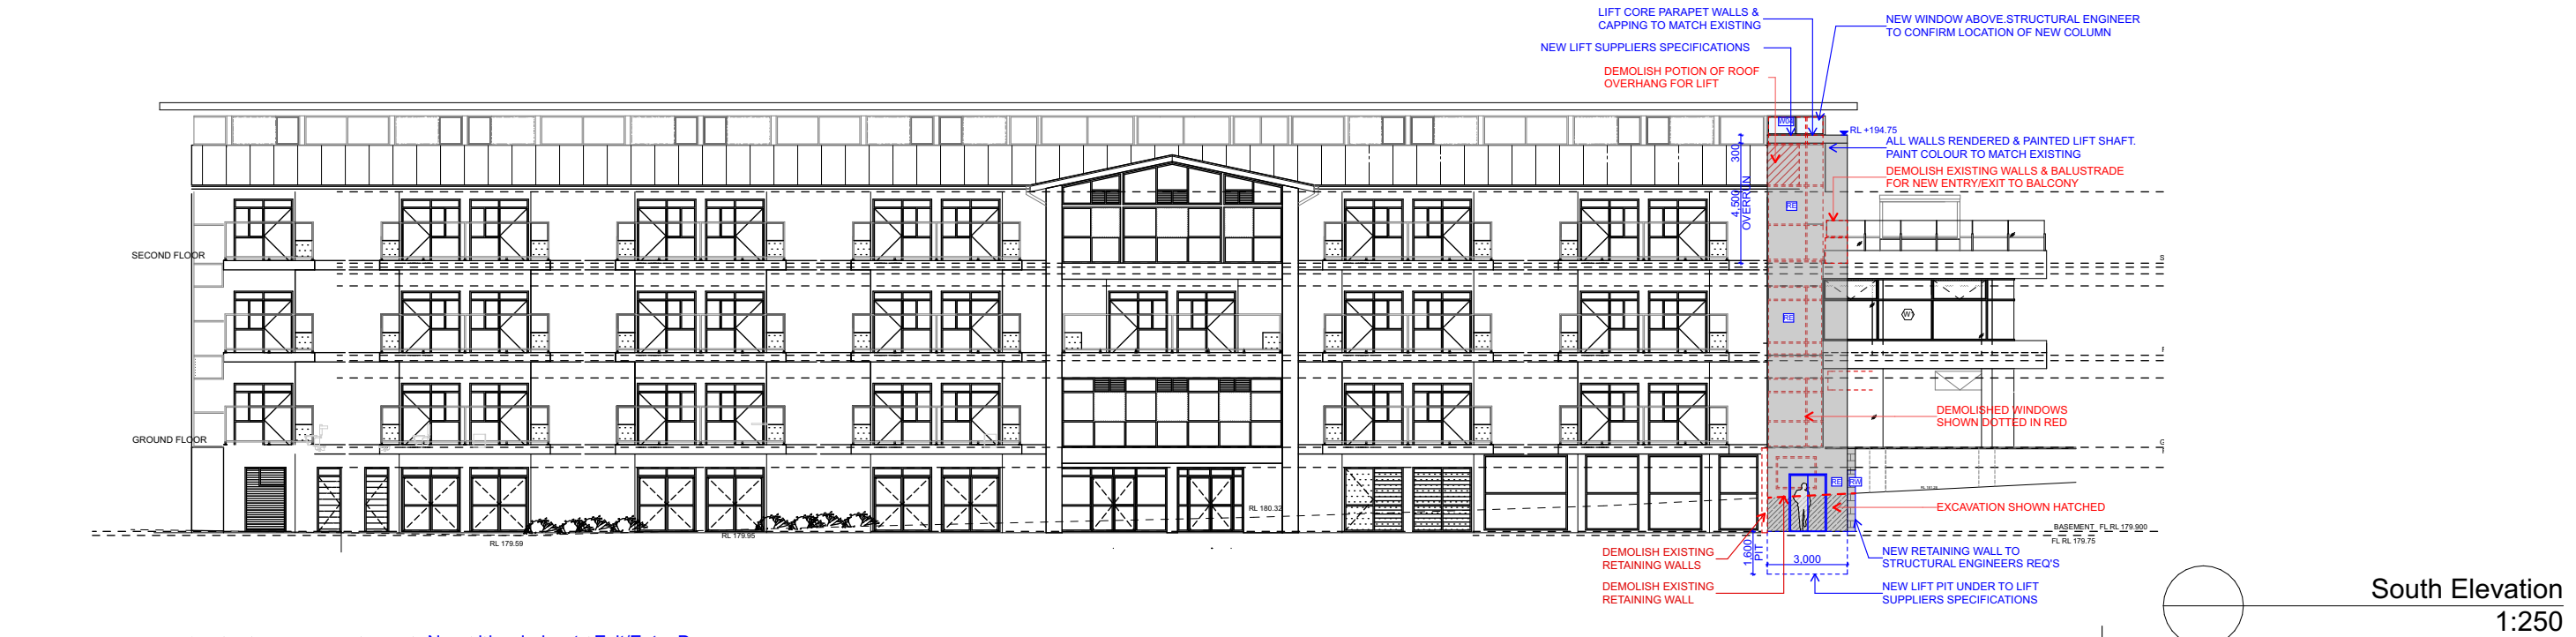 LIFT CORE PARAPET WALLS &
CAPPING TO MATCH EXISTING
NEW WINDOW ABOVE.STRUCTURAL ENGINEER
TO CONFIRM LOCATION OF NEW COLUMN
NEW LIFT SUPPLIERS SPECIFICATIONS
DEMOLISH POTION OF ROOF
OVERHANG FOR LIFT
RL +194.75
ALL WALLS RENDERED & PAINTED LIFT SHAFT.
PAINT COLOUR TO MATCH EXISTING
300
DEMOLISH EXISTING WALLS & BALUSTRADE
FOR NEW ENTRY/EXIT TO BALCONY
4,500
OVERRUN
RE
SECOND FLOOR
S
RE
W
DEMOLISHED WINDOWS
SHOWN DOTTED IN RED
GROUND FLOOR
G
RE
RW
RL 180.32
EXCAVATION SHOWN HATCHED
BASEMENT FL RL 179.900
RL 179.59
RL 179.95
FL RL 179.75
DEMOLISH EXISTING
RETAINING WALLS
1,600
PIT
3,000
NEW RETAINING WALL TO
STRUCTURAL ENGINEERS REQ'S
DEMOLISH EXISTING
RETAINING WALL
NEW LIFT PIT UNDER TO LIFT
SUPPLIERS SPECIFICATIONS
South Elevation
1:250